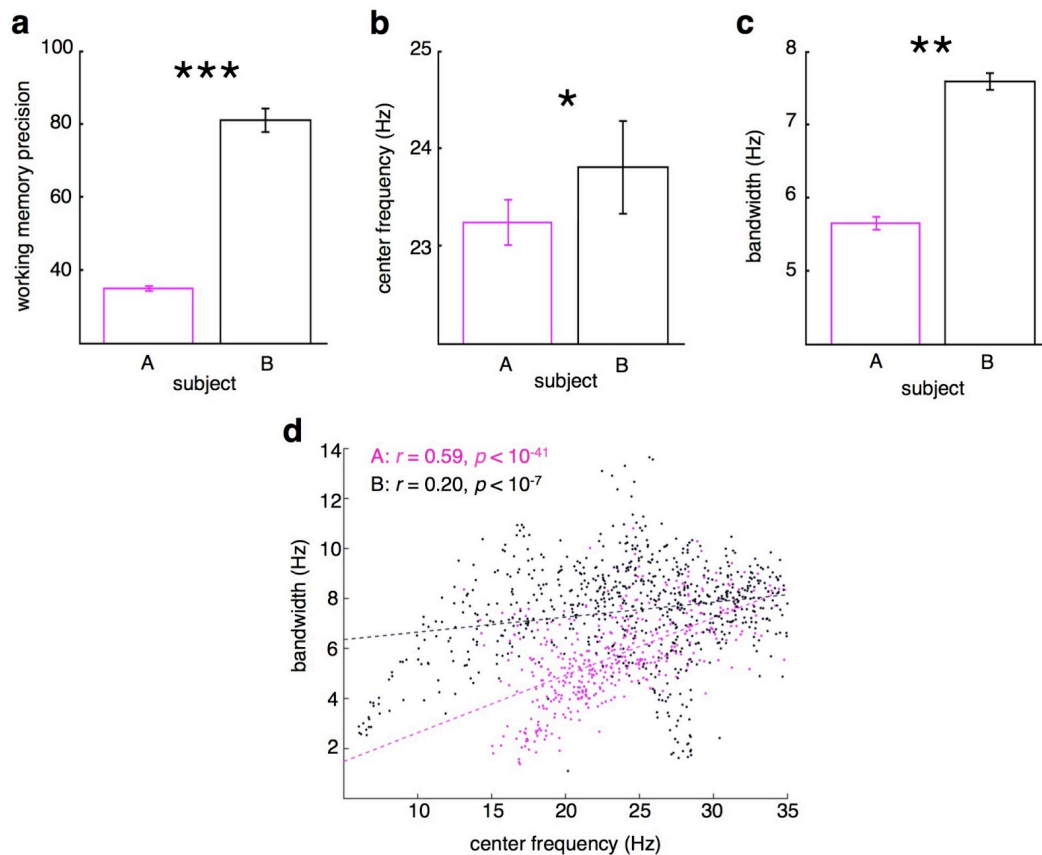 a
working memory precision
100
80
60
40
***
A
B
subject
b
center frequency (Hz)
25
24
23
*
A
B
subject
c
bandwidth (Hz)
8
7
6
5
**
A
B
subject
d
A: r = 0.59, p < 10⁻⁴¹
B: r = 0.20, p < 10⁻⁷
bandwidth (Hz)
14
12
10
8
6
4
2
10 15 20 25 30 35
center frequency (Hz)